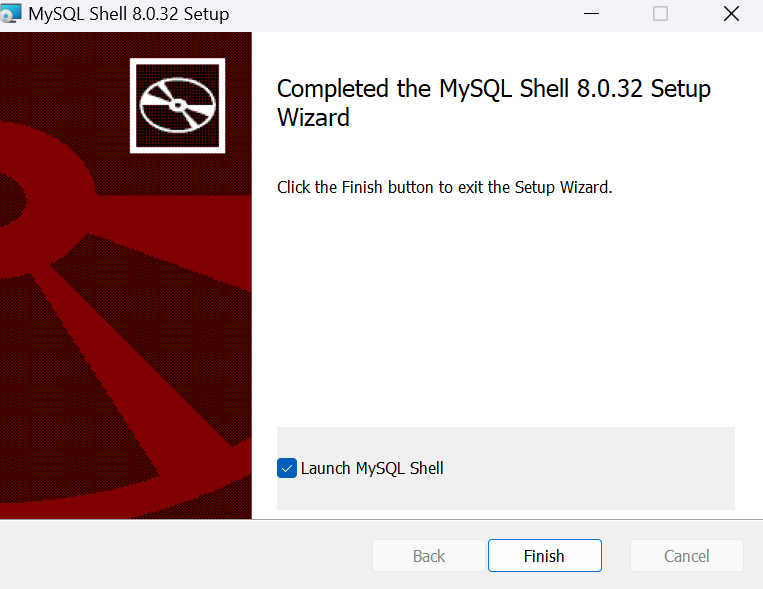 MySQL Shell 8.0.32 Setup
Completed the MySQL Shell 8.0.32 Setup
Wizard
Click the Finish button to exit the Setup Wizard.
Launch MySQL Shell
Back
Finish
Cancel